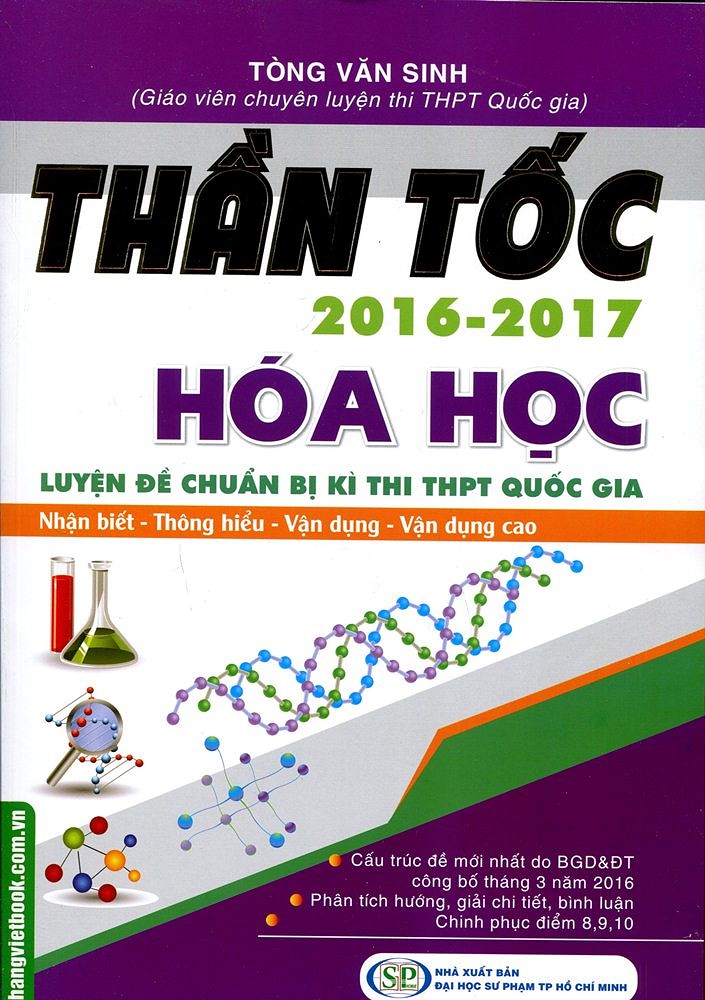 TÒNG VĂN SINH
(Giáo viên chuyên luyện thi THPT Quốc gia)
THẦN TỐC
2016-2017
HÓA HỌC
LUYỆN ĐỀ CHUẨN BỊ KÌ THI THPT QUỐC GIA
Nhận biết - Thông hiểu - Vận dụng - Vận dụng cao
Cấu trúc đề mới nhất do BGD&ĐT
công bố tháng 3 năm 2016
Phân tích hướng, giải chi tiết, bình luận
Chinh phục điểm 8,9,10
hangvietbook.com.vn
SP
NHÀ XUẤT BẢN
ĐẠI HỌC SƯ PHẠM TP HỒ CHÍ MINH